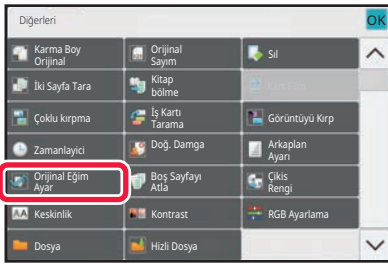 Diğerleri
OK
Karma Boy
Orijinal
Orijinal
Sayım
Sıl
İki Sayfa Tara
Kitap
bölme
Çoklu kırpma
İş Kartı
Tarama
Görüntüyü Kırp
Zamanlayici
Doğ. Damga
Arkaplan
Ayarı
Orijinal Eğim
Ayar
Boş Sayfayı
Atla
Çikis
Rengi
AA Keskinlik
Kontrast
RGB Ayarlama
Dosya
Hizli Dosya